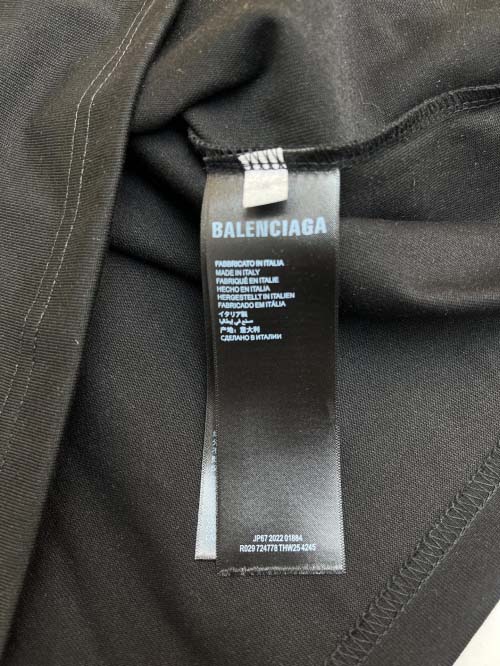 BALENCIAGA
FABBRICATO IN ITALIA
MADE IN ITALY
FABRIQUÉ EN ITALIE
HECHO EN ITALIA
HERGESTELLT IN ITALIEN
FABRICADO EM ITÁLIA
イタリア製
صنع في إيطاليا
产地：意大利
СДЕЛАНО В ИТАЛИИ
JP67 2022 01884
R029 724778 THW25 4245